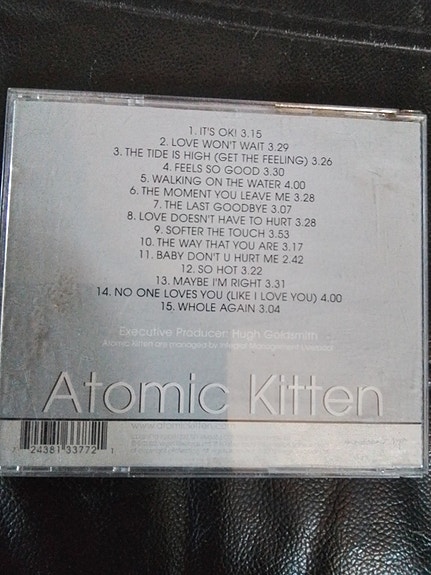 1. IT'S OK! 3.15
2. LOVE WON'T WAIT 3.29
3. THE TIDE IS HIGH (GET THE FEELING) 3.26
4. FEELS SO GOOD 3.30
5. WALKING ON THE WATER 4.00
6. THE MOMENT YOU LEAVE ME 3.28
7. THE LAST GOODBYE 3.07
8. LOVE DOESN'T HAVE TO HURT 3.28
9. SOFTER THE TOUCH 3.53
10. THE WAY THAT YOU ARE 3.17
11. BABY DON'T U HURT ME 2.42
12. SO HOT 3.22
13. MAYBE I'M RIGHT 3.31
14. NO ONE LOVES YOU (LIKE I LOVE YOU) 4.00
15. WHOLE AGAIN 3.04
Executive Producer: Hugh Goldsmith
Atomic Kitten are managed by Integral Management
Atomic Kitten
7 24381 33772 1